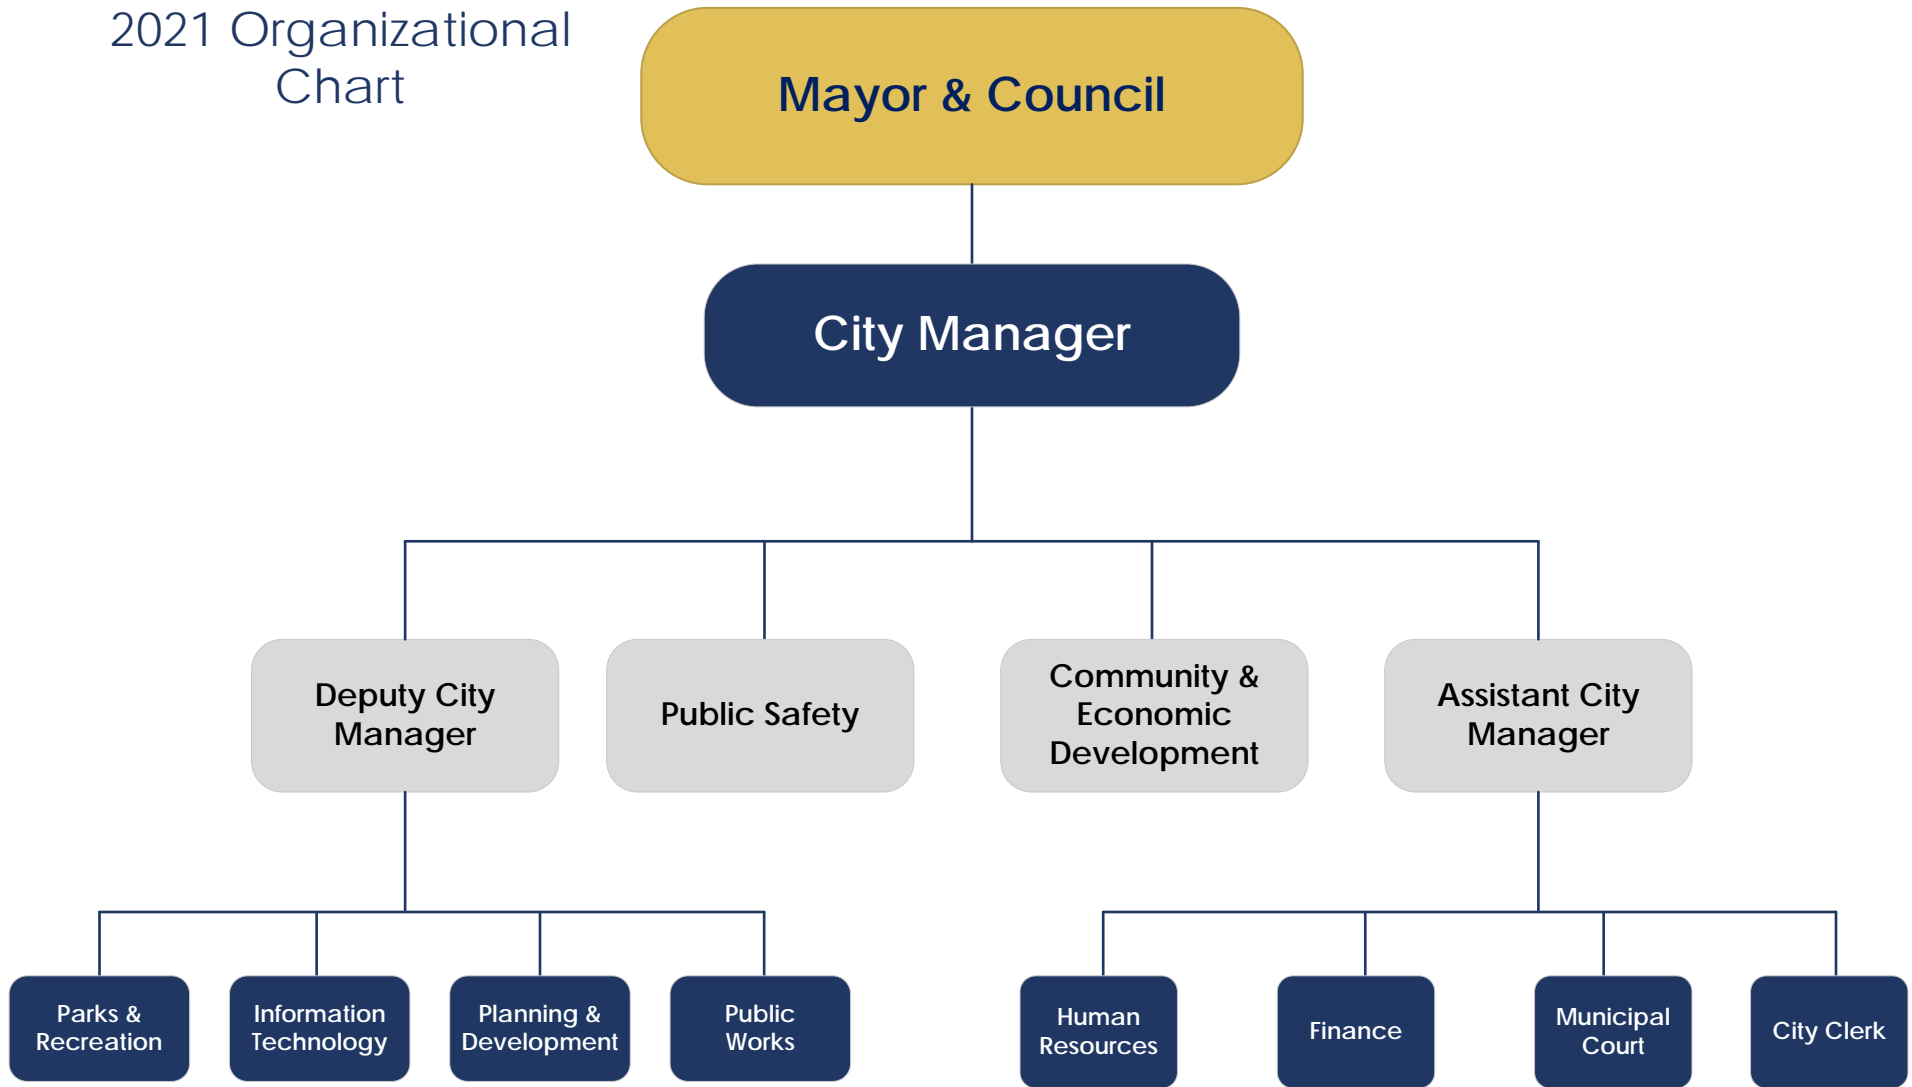 2021 Organizational
Chart
Mayor & Council
City Manager
Deputy City
Manager
Public Safety
Community &
Economic
Development
Assistant City
Manager
Parks &
Recreation
Information
Technology
Planning &
Development
Public
Works
Human
Resources
Finance
Municipal
Court
City Clerk